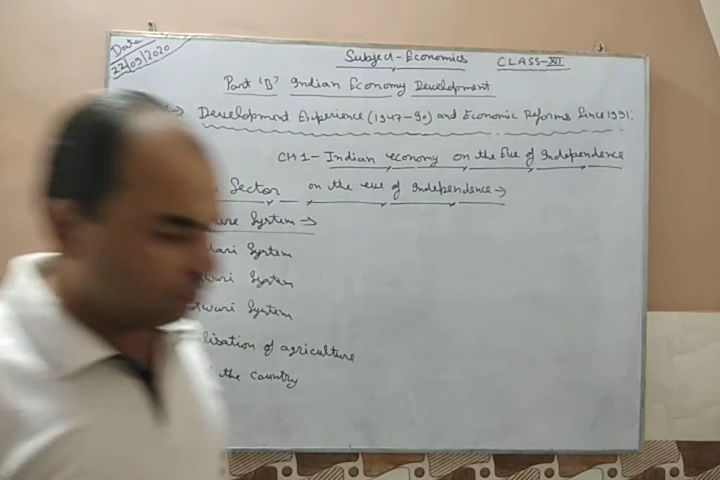 Date
22/09/2020
Subject-Economics CLASS-XII
Part 'B' Indian Economy Development
Development Experience (1947-90) and Economic Reforms Since 1991:
CH 1- Indian economy on the Eve of Independence
Sector on the eve of independence→
System→
System
System
System
of agriculture
the country